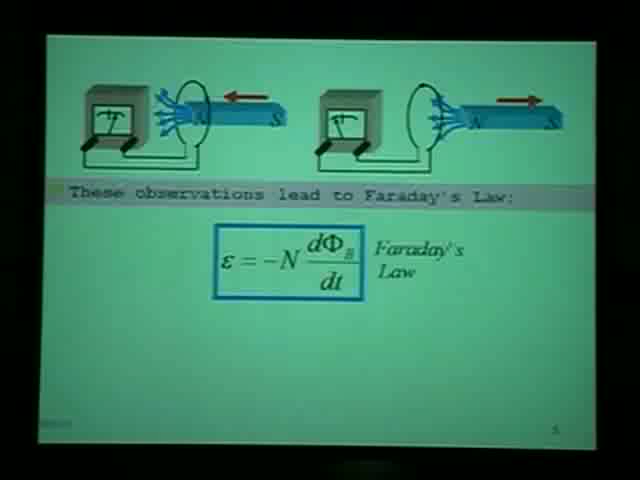 N S N S
These observations lead to Faraday's Law:
ε = −N dΦ_B / dt
Faraday's
Law